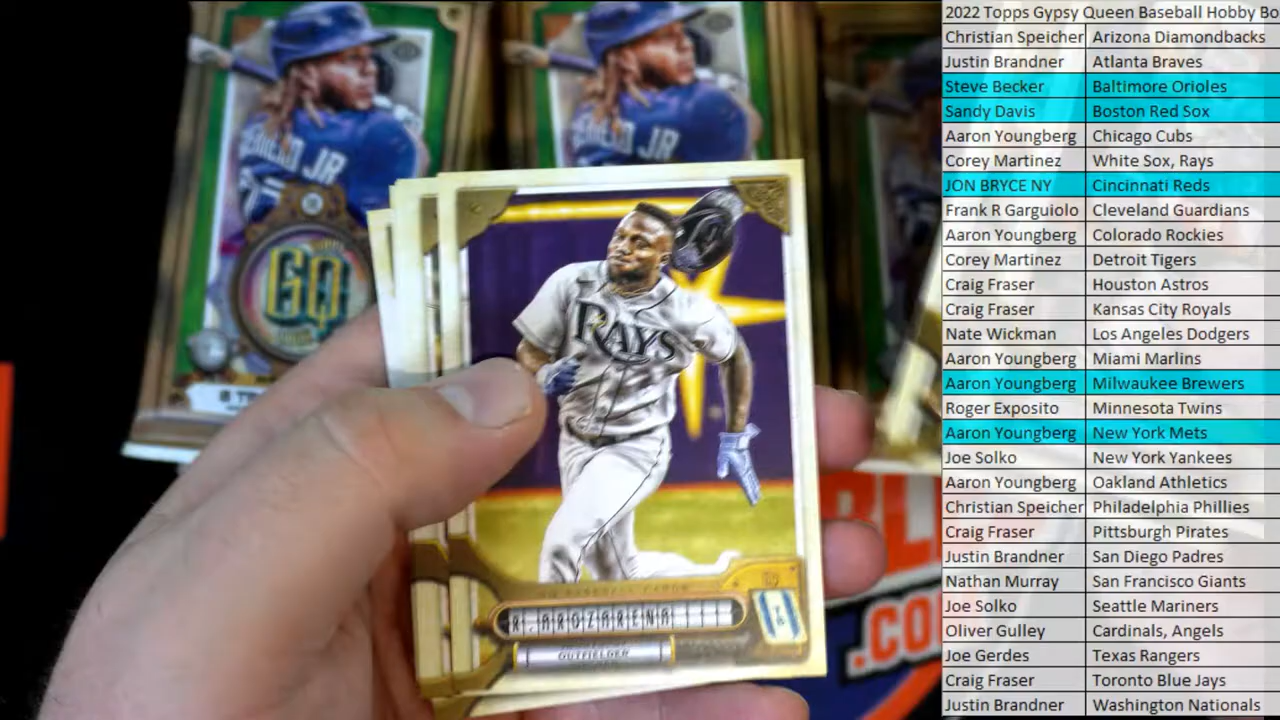 2022 Topps Gypsy Queen Baseball Hobby Bo
Christian Speicher Arizona Diamondbacks
Justin Brandner Atlanta Braves
Steve Becker Baltimore Orioles
Sandy Davis Boston Red Sox
Aaron Youngberg Chicago Cubs
Corey Martinez White Sox, Rays
JON BRYCE NY Cincinnati Reds
Frank R Garguiolo Cleveland Guardians
Aaron Youngberg Colorado Rockies
Corey Martinez Detroit Tigers
Craig Fraser Houston Astros
Craig Fraser Kansas City Royals
Nate Wickman Los Angeles Dodgers
Aaron Youngberg Miami Marlins
Aaron Youngberg Milwaukee Brewers
Roger Exposito Minnesota Twins
Aaron Youngberg New York Mets
Joe Solko New York Yankees
Aaron Youngberg Oakland Athletics
Christian Speicher Philadelphia Phillies
Craig Fraser Pittsburgh Pirates
Justin Brandner San Diego Padres
Nathan Murray San Francisco Giants
Joe Solko Seattle Mariners
Oliver Gulley Cardinals, Angels
Joe Gerdes Texas Rangers
Craig Fraser Toronto Blue Jays
Justin Brandner Washington Nationals
JR
JR
GQ
RAYS
R. AROZARENA
OUTFIELDER
.CO